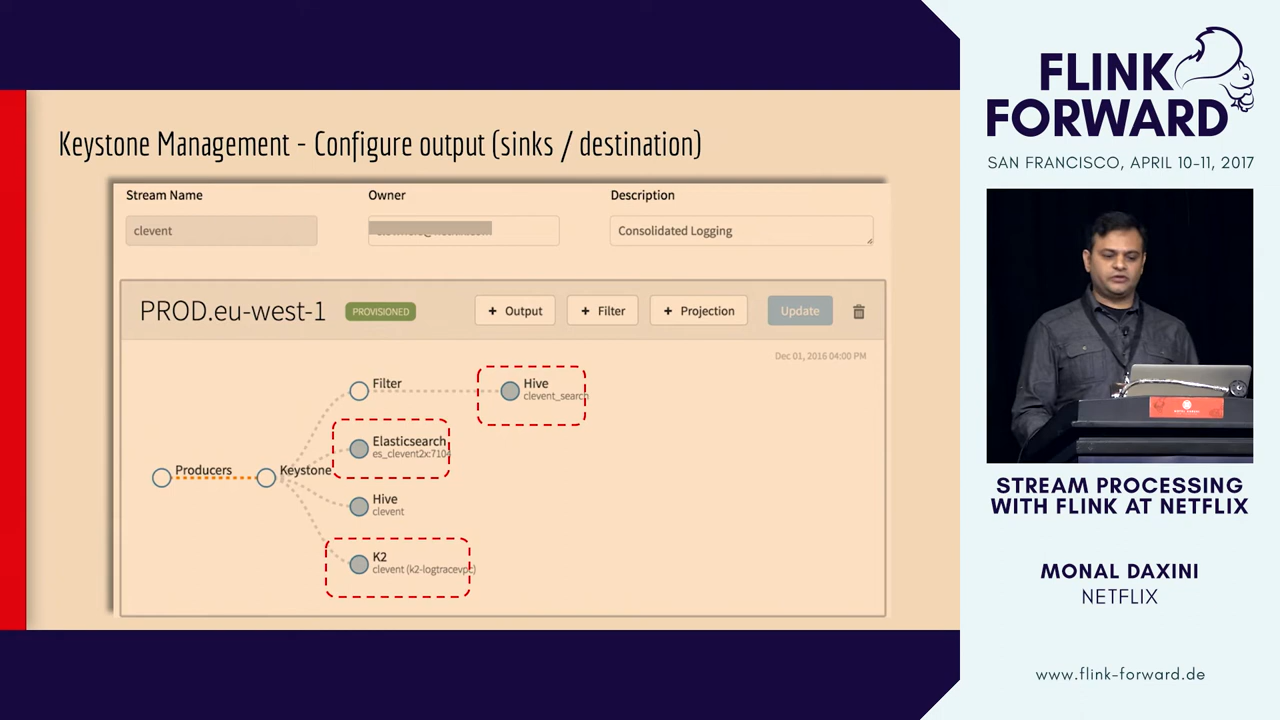 Keystone Management - Configure output (sinks / destination)
Stream Name
Owner
Description
clevent
Consolidated Logging
PROD.eu-west-1
PROVISIONED
+ Output
+ Filter
+ Projection
Update
Dec 01, 2016 04:00 PM
Filter
Hive
clevent_search
Elasticsearch
es_clevent2x:7104
Producers
Keystone
Hive
clevent
K2
clevent (k2-logtracevpc)
FLINK
FORWARD
SAN FRANCISCO, APRIL 10-11, 2017
STREAM PROCESSING
WITH FLINK AT NETFLIX
MONAL DAXINI
NETFLIX
www.flink-forward.de